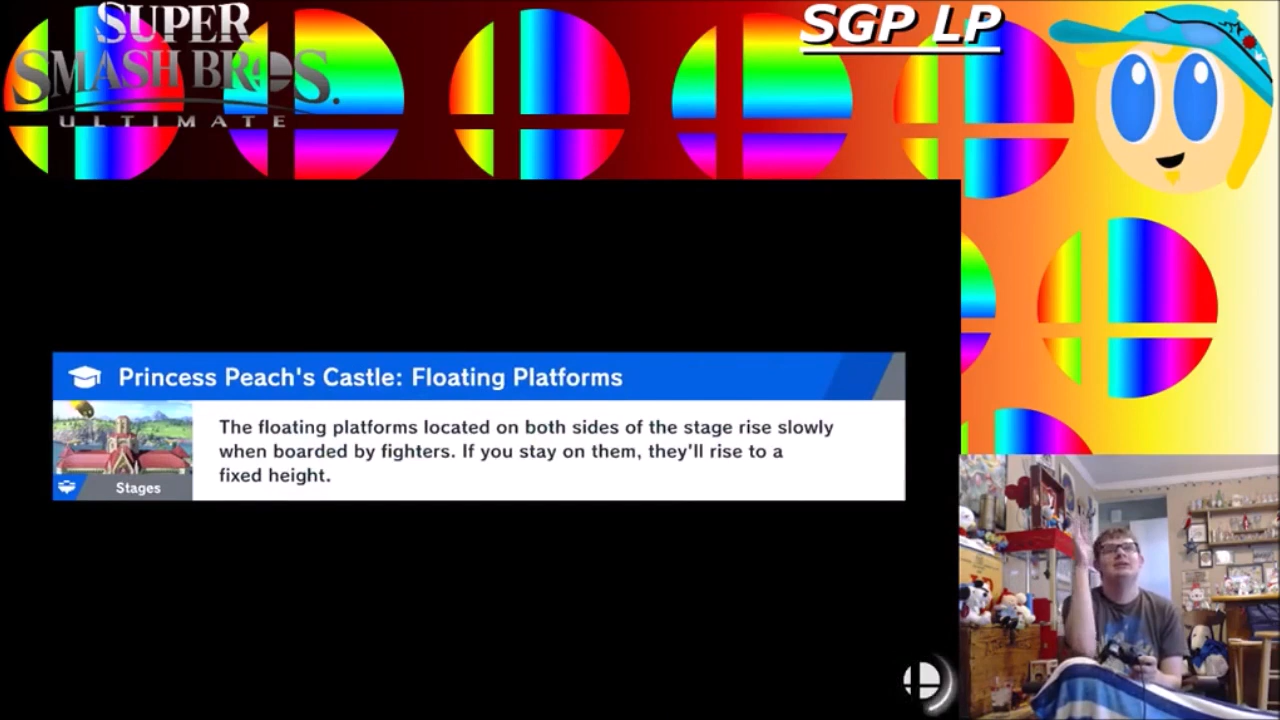 SUPER
SMASH BROS.
ULTIMATE
SGP LP
Princess Peach's Castle: Floating Platforms
The floating platforms located on both sides of the stage rise slowly
when boarded by fighters. If you stay on them, they'll rise to a
fixed height.
Stages